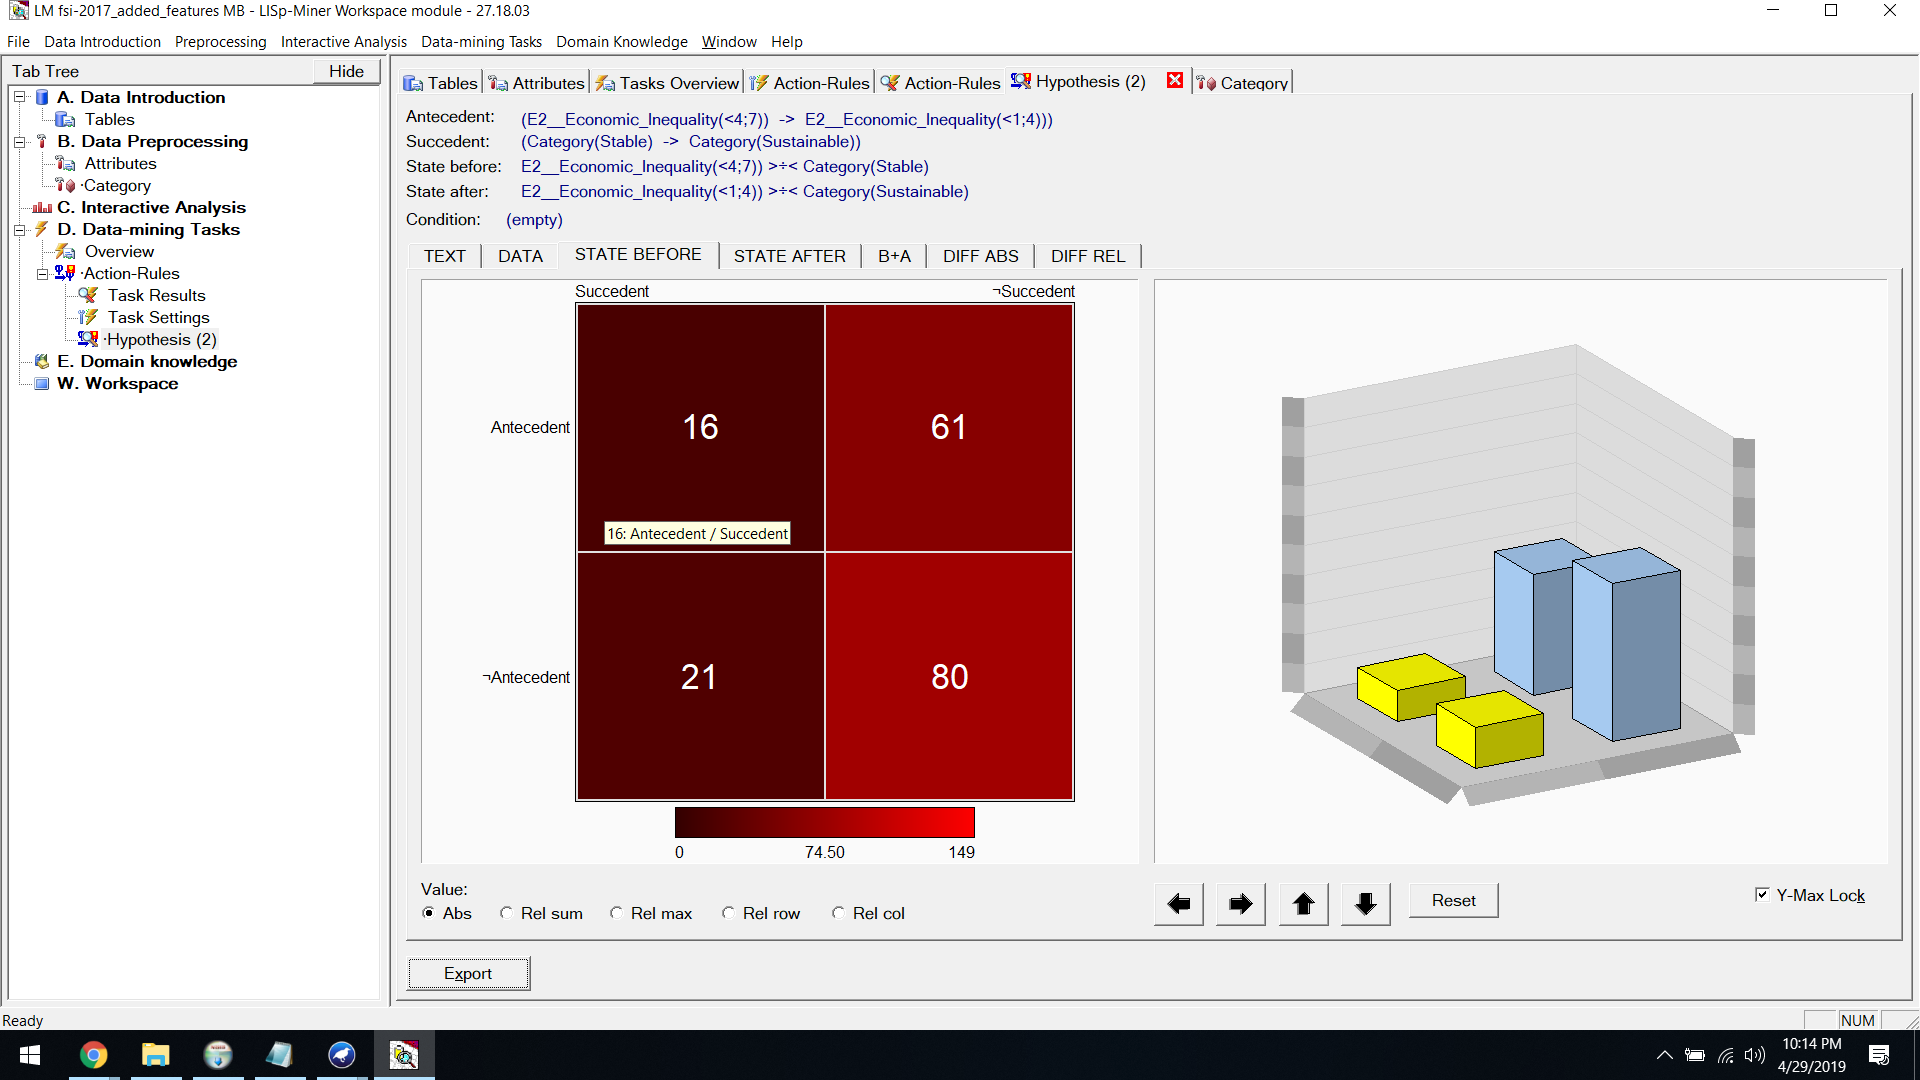 LM fsi-2017_added_features MB - LISp-Miner Workspace module - 27.18.03
File Data Introduction Preprocessing Interactive Analysis Data-mining Tasks Domain Knowledge Window Help
Tab Tree Hide
A. Data Introduction
Tables
B. Data Preprocessing
Attributes
·Category
C. Interactive Analysis
D. Data-mining Tasks
Overview
·Action-Rules
Task Results
Task Settings
·Hypothesis (2)
E. Domain knowledge
W. Workspace
Tables Attributes Tasks Overview Action-Rules Action-Rules Hypothesis (2) Category
Antecedent: (E2__Economic_Inequality(<4;7)) -> E2__Economic_Inequality(<1;4)))
Succedent: (Category(Stable) -> Category(Sustainable))
State before: E2__Economic_Inequality(<4;7)) >÷< Category(Stable)
State after: E2__Economic_Inequality(<1;4)) >÷< Category(Sustainable)
Condition: (empty)
TEXT DATA STATE BEFORE STATE AFTER B+A DIFF ABS DIFF REL
Succedent ¬Succedent
Antecedent 16 61
16: Antecedent / Succedent
¬Antecedent 21 80
0 74.50 149
Value:
Abs Rel sum Rel max Rel row Rel col
Reset
Y-Max Lock
Export
Ready
NUM
10:14 PM
4/29/2019